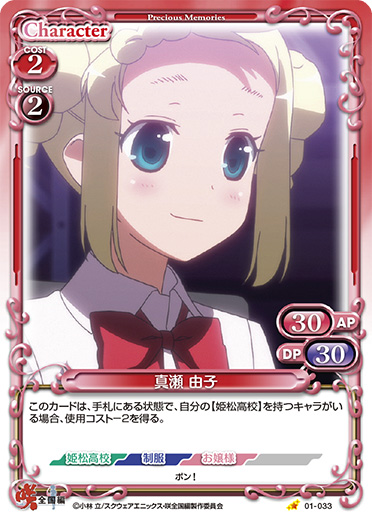 Precious Memories
Character
COST
2
SOURCE
2
30 AP
DP 30
真瀬 由子
このカードは、手札にある状態で、自分の【姫松高校】を持つキャラがい
る場合、使用コスト−2を得る。
姫松高校 制服 お嬢様
ポン！
咲 全国編
©小林 立/スクウェアエニックス・咲全国編製作委員会
01-033